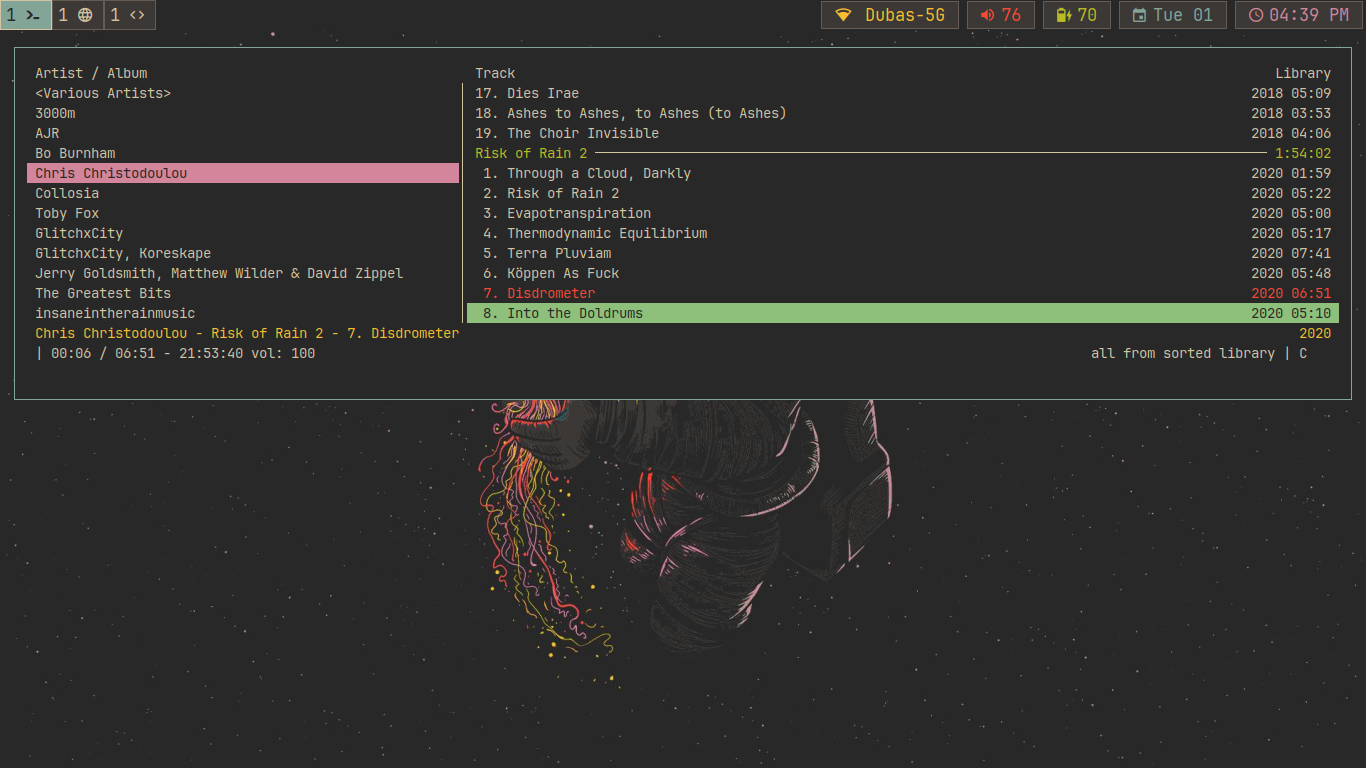 1 >_ 1 1 <> Dubas-5G 76 70 Tue 01 04:39 PM
Artist / Album Track Library
<Various Artists> 17. Dies Irae 2018 05:09
3000m 18. Ashes to Ashes, to Ashes (to Ashes) 2018 03:53
AJR 19. The Choir Invisible 2018 04:06
Bo Burnham Risk of Rain 2 1:54:02
Chris Christodoulou 1. Through a Cloud, Darkly 2020 01:59
Collosia 2. Risk of Rain 2 2020 05:22
Toby Fox 3. Evapotranspiration 2020 05:00
GlitchxCity 4. Thermodynamic Equilibrium 2020 05:17
GlitchxCity, Koreskape 5. Terra Pluviam 2020 07:41
Jerry Goldsmith, Matthew Wilder & David Zippel 6. Köppen As Fuck 2020 05:48
The Greatest Bits 7. Disdrometer 2020 06:51
insaneintherainmusic 8. Into the Doldrums 2020 05:10
Chris Christodoulou - Risk of Rain 2 - 7. Disdrometer 2020
| 00:06 / 06:51 - 21:53:40 vol: 100 all from sorted library | C